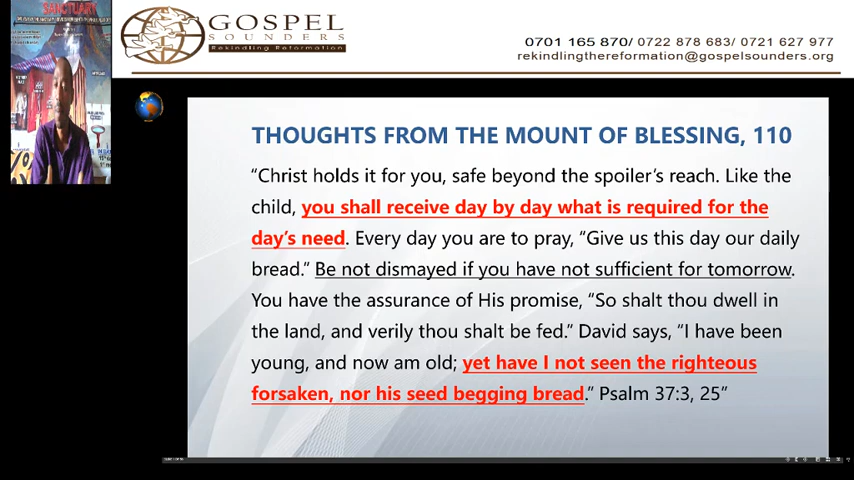 SANCTUARY
GOSPEL
SOUNDERS
Rekindling Reformation
0701 165 870/ 0722 878 683/ 0721 627 977
rekindlingthereformation@gospelsounders.org
THOUGHTS FROM THE MOUNT OF BLESSING, 110
“Christ holds it for you, safe beyond the spoiler’s reach. Like the
child, you shall receive day by day what is required for the
day’s need. Every day you are to pray, “Give us this day our daily
bread.” Be not dismayed if you have not sufficient for tomorrow.
You have the assurance of His promise, “So shalt thou dwell in
the land, and verily thou shalt be fed.” David says, “I have been
young, and now am old; yet have I not seen the righteous
forsaken, nor his seed begging bread.” Psalm 37:3, 25”